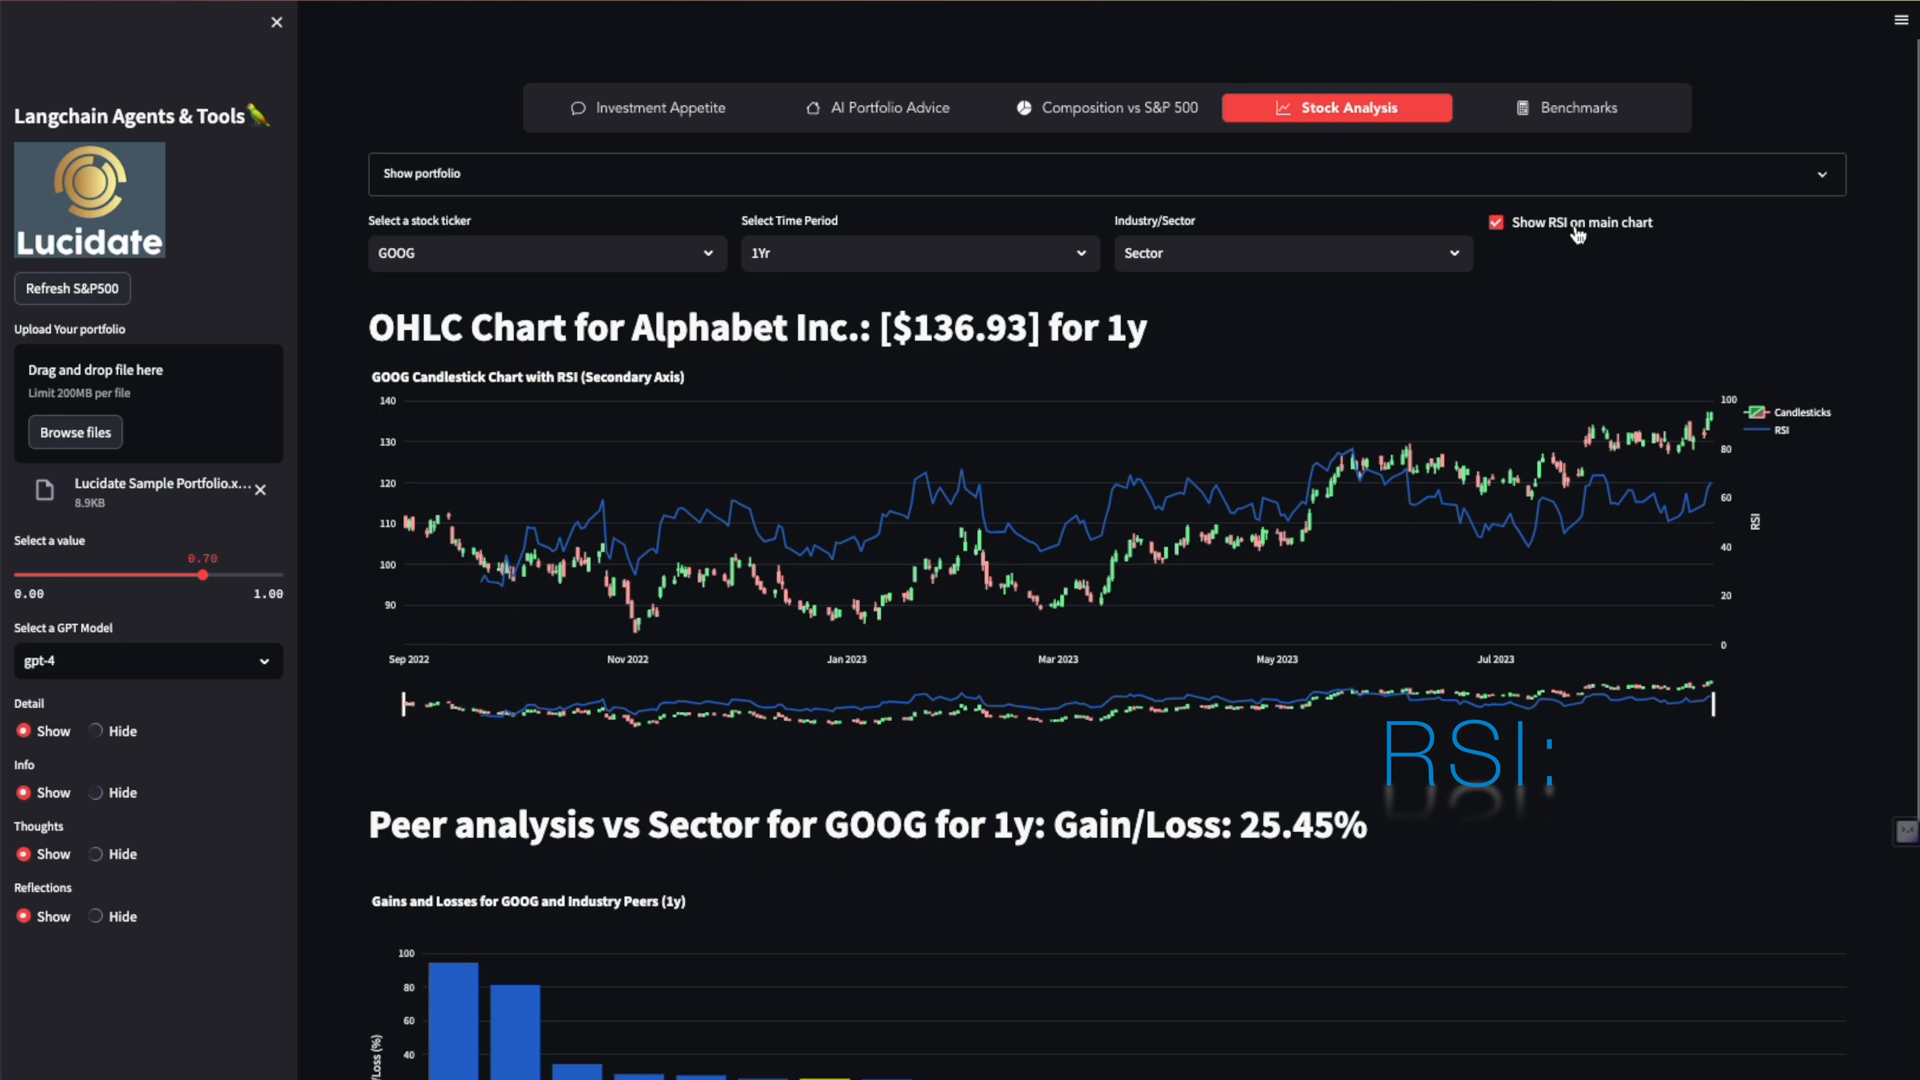 Langchain Agents & Tools
Lucidate
Refresh S&P500
Upload Your portfolio
Drag and drop file here
Limit 200MB per file
Browse files
Lucidate Sample Portfolio.x...
8.9KB
Select a value
0.70
0.00 1.00
Select a GPT Model
gpt-4
Detail
Show Hide
Info
Show Hide
Thoughts
Show Hide
Reflections
Show Hide
Investment Appetite AI Portfolio Advice Composition vs S&P 500 Stock Analysis Benchmarks
Show portfolio
Select a stock ticker Select Time Period Industry/Sector Show RSI on main chart
GOOG 1Yr Sector
OHLC Chart for Alphabet Inc.: [$136.93] for 1y
GOOG Candlestick Chart with RSI (Secondary Axis)
140
130
120
110
100
90
100
80
60
40
20
0
RSI
Candlesticks
RSI
Sep 2022 Nov 2022 Jan 2023 Mar 2023 May 2023 Jul 2023
RSI:
Peer analysis vs Sector for GOOG for 1y: Gain/Loss: 25.45%
Gains and Losses for GOOG and Industry Peers (1y)
100
80
60
40
/Loss (%)